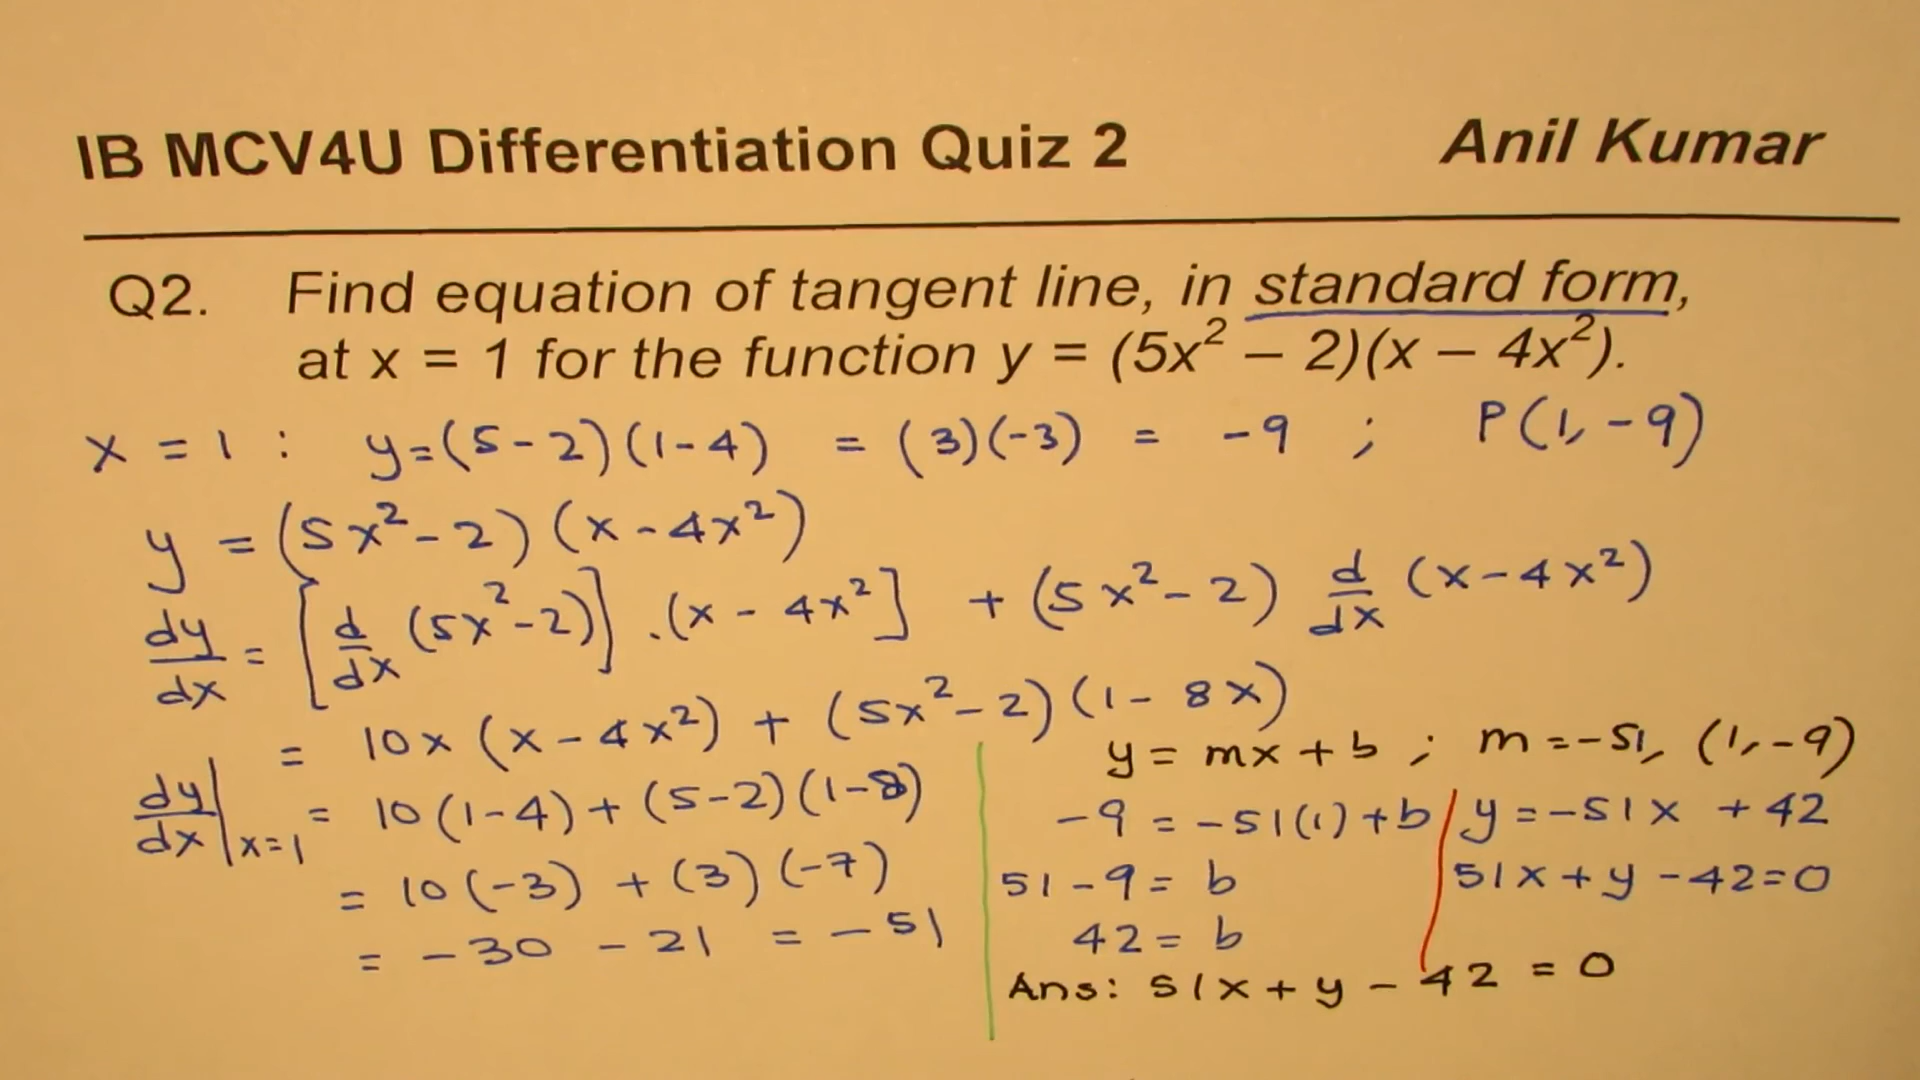 IB MCV4U Differentiation Quiz 2 Anil Kumar
Q2. Find equation of tangent line, in standard form,
at x = 1 for the function y = (5x² – 2)(x – 4x²).
x = 1 : y=(5-2)(1-4) = (3)(-3) = -9 ; P(1,-9)
y = (5x²-2)(x-4x²)
dy/dx = [d/dx (5x²-2)] .(x - 4x²] + (5x²-2) d/dx (x-4x²)
= 10x(x-4x²) + (5x²-2)(1-8x)
dy/dx|x=1 = 10(1-4)+(5-2)(1-8)
= 10(-3) + (3)(-7)
= -30 - 21 = -51
y = mx + b ; m=-51, (1,-9)
-9 = -51(1)+b
51-9 = b
42 = b
y=-51x + 42
51x+y-42=0
Ans: 51x+y-42 = 0